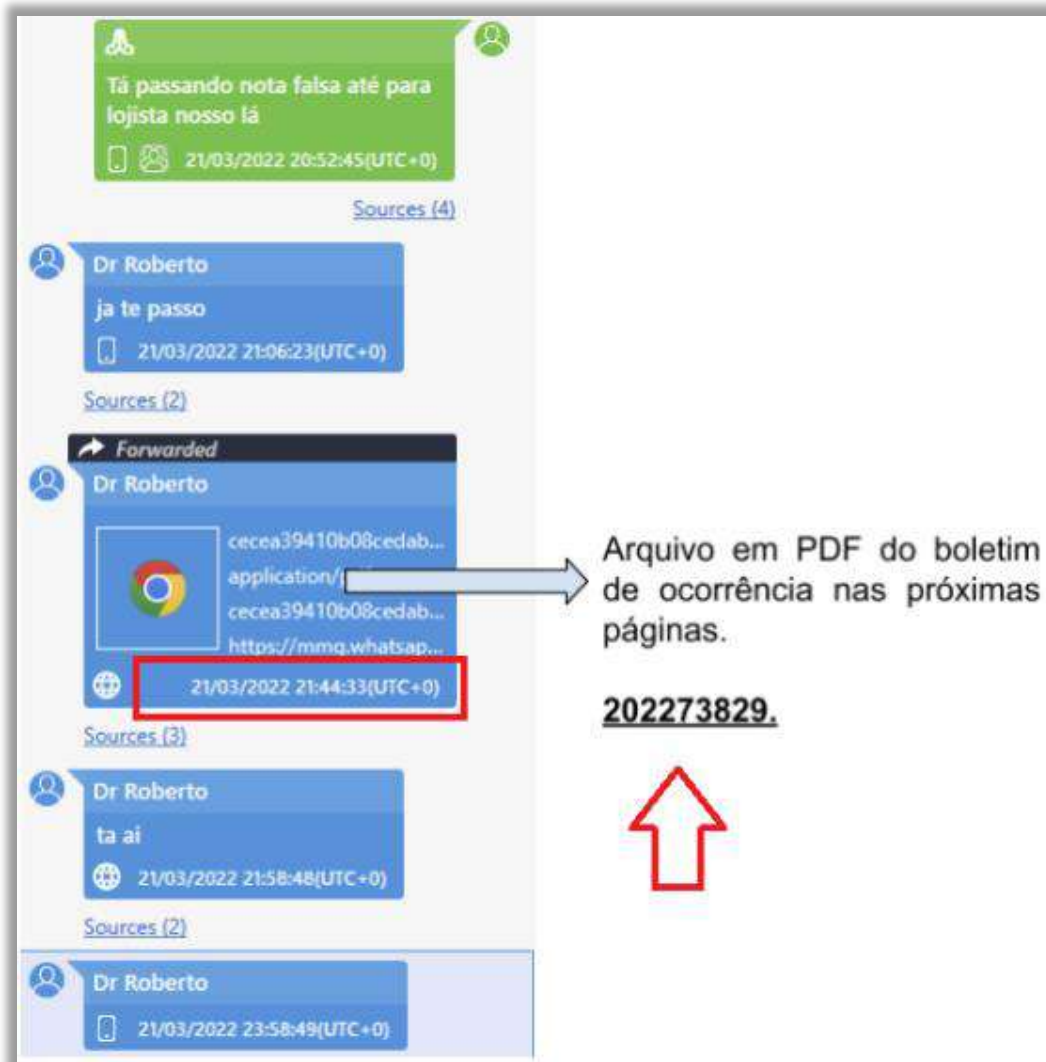 Tá passando nota falsa até para
lojista nosso lá
21/03/2022 20:52:45(UTC+0)
Sources (4)
Dr Roberto
ja te passo
21/03/2022 21:06:23(UTC+0)
Sources (2)
Forwarded
Dr Roberto
cecea39410b08cedab...
application/
cecea39410b08cedab...
https://mmg.whatsap...
21/03/2022 21:44:33(UTC+0)
Sources (3)
Arquivo em PDF do boletim
de ocorrência nas próximas
páginas.
202273829.
Dr Roberto
ta ai
21/03/2022 21:58:48(UTC+0)
Sources (2)
Dr Roberto
21/03/2022 23:58:49(UTC+0)